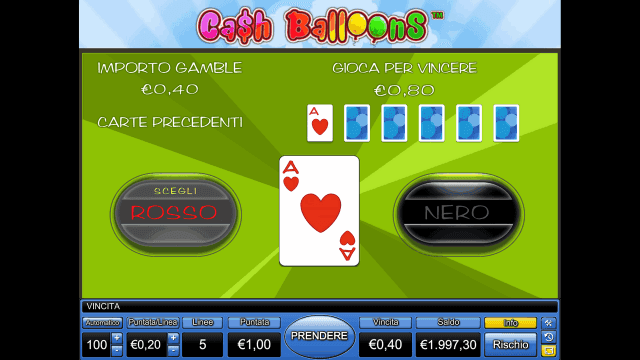 Ca$h Balloons™
IMPORTO GAMBLE
€0,40
GIOCA PER VINCERE
€0,80
CARTE PRECEDENTI
A
A
A
SCEGLI
ROSSO
NERO
VINCITA
Automatico
Puntata/Linea
Linee
Puntata
PRENDERE
Vincita
Saldo
Info
100
+
-
€0,20
+
-
5
€1,00
€0,40
€1.997,30
Rischio